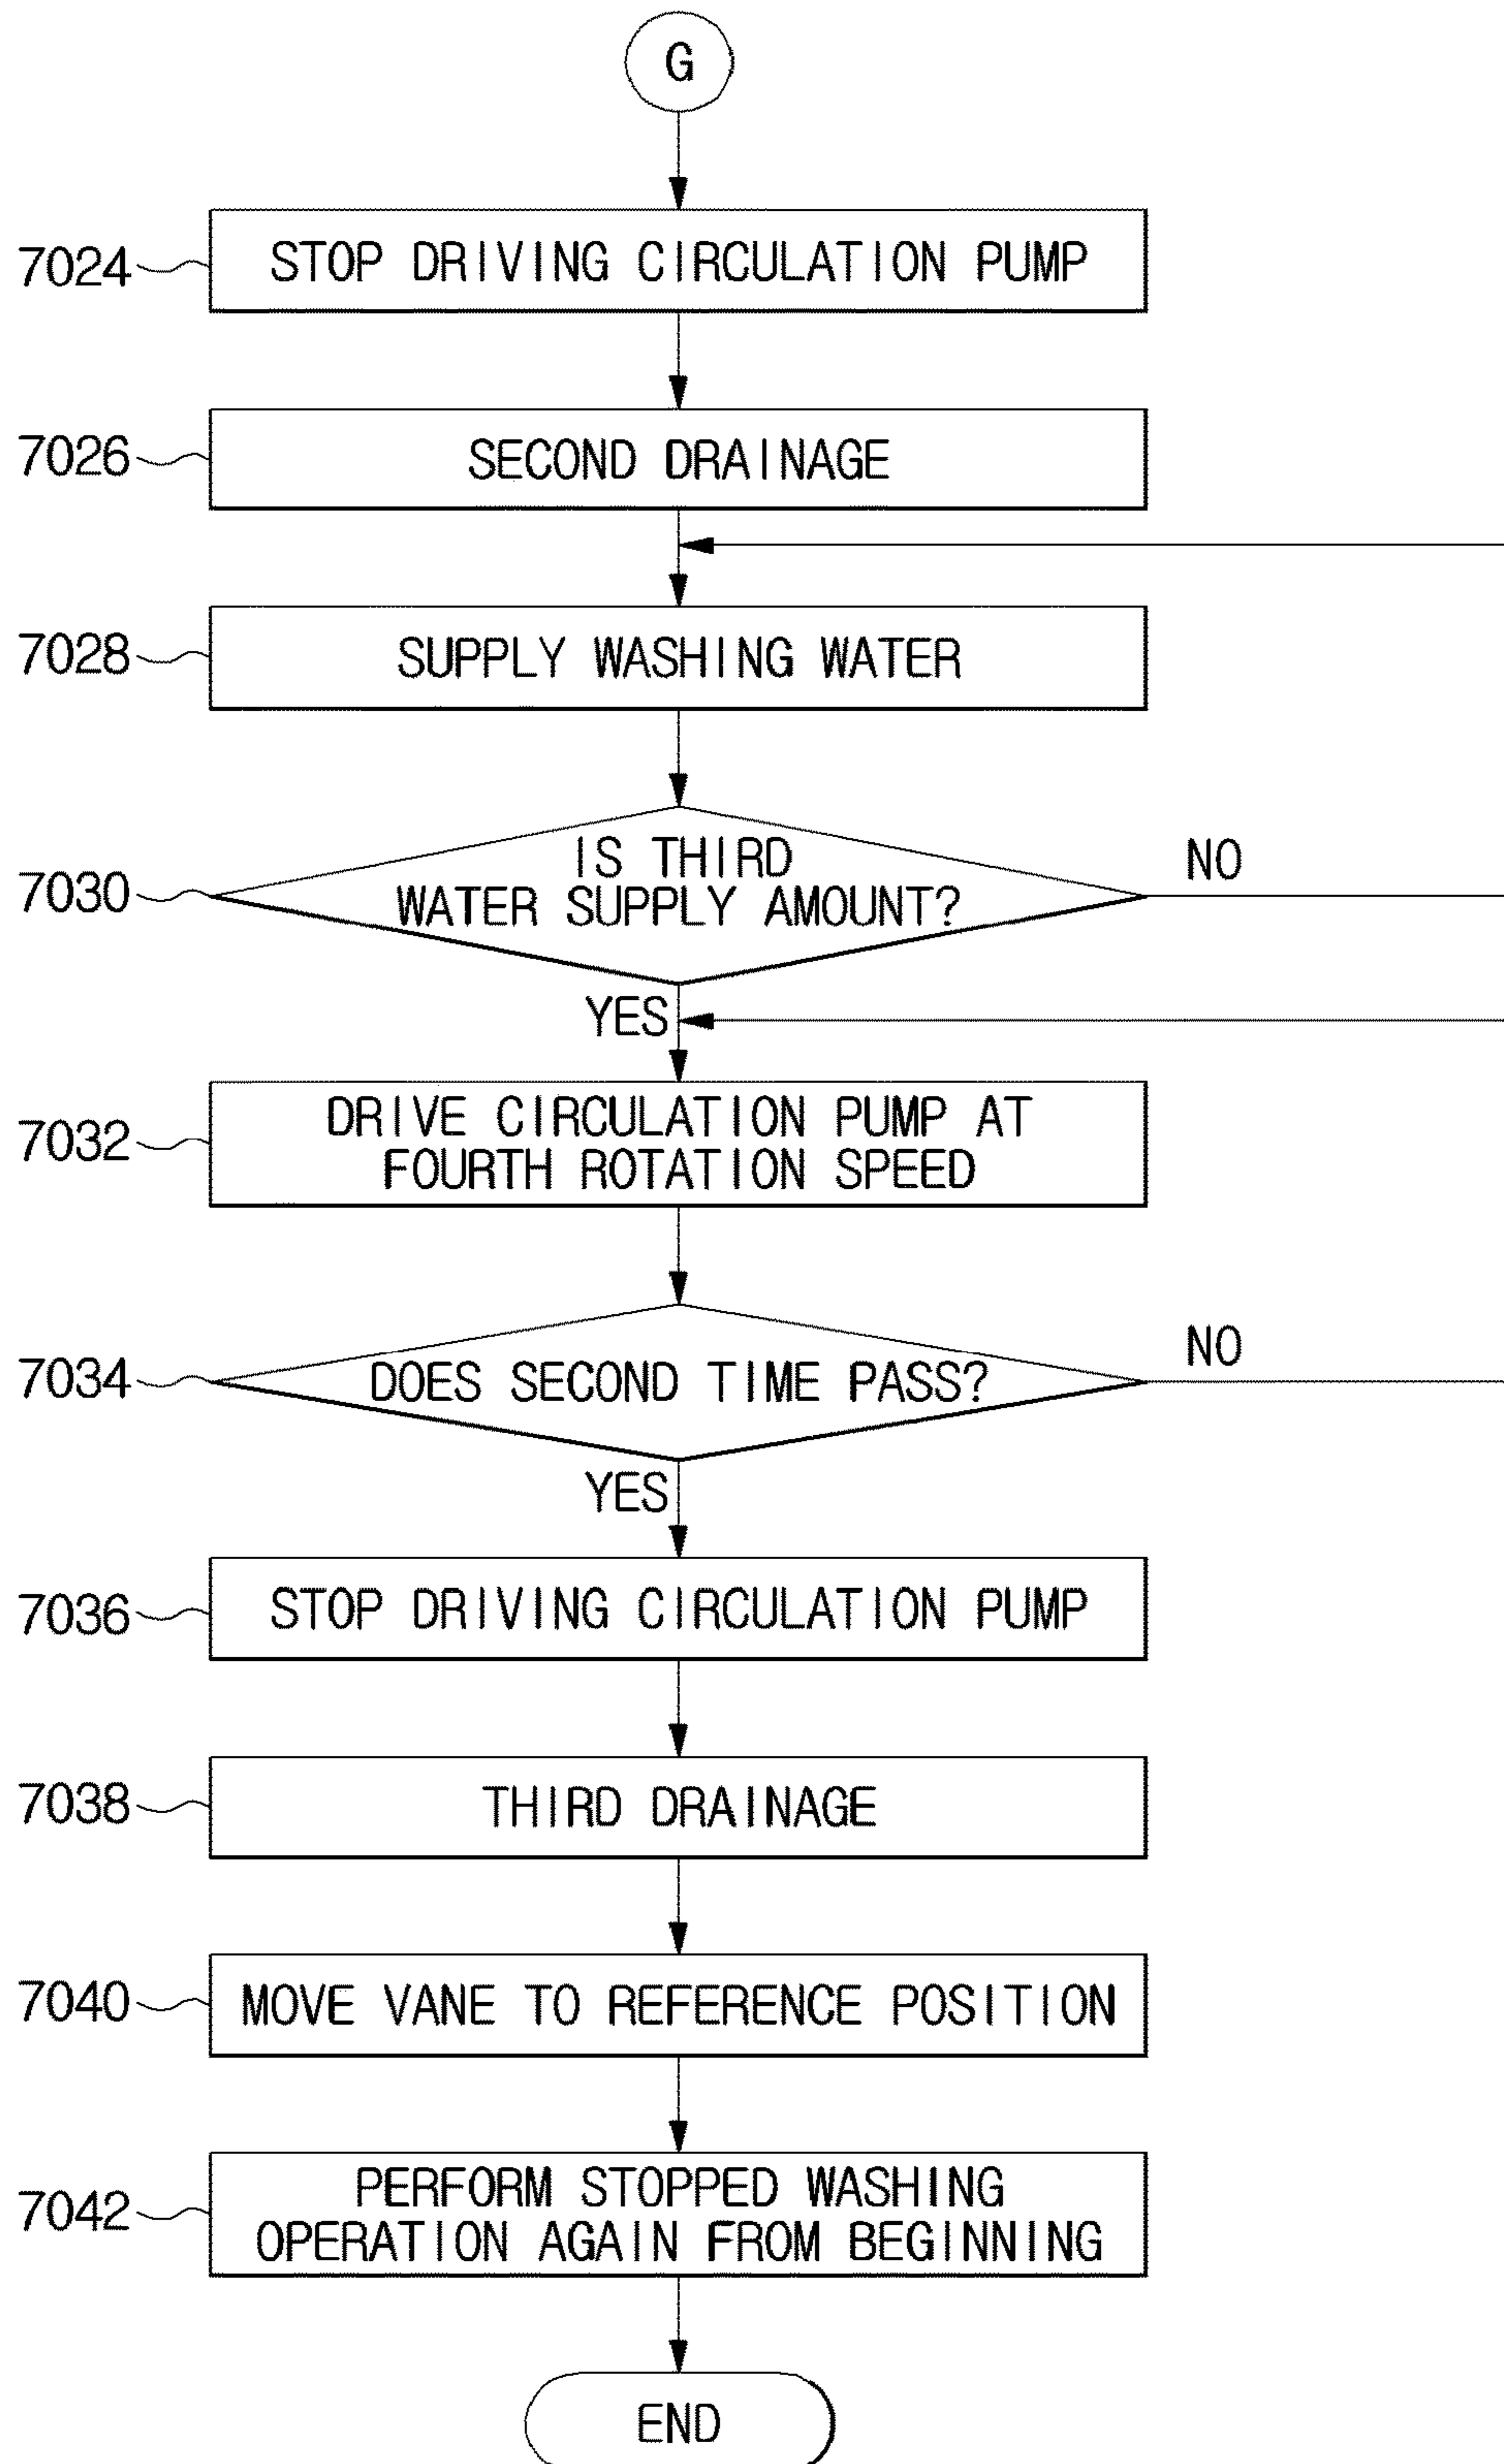 G
7024
STOP DRIVING CIRCULATION PUMP
7026
SECOND DRAINAGE
7028
SUPPLY WASHING WATER
7030
IS THIRD
WATER SUPPLY AMOUNT?
NO
YES
7032
DRIVE CIRCULATION PUMP AT
FOURTH ROTATION SPEED
7034
DOES SECOND TIME PASS?
NO
YES
7036
STOP DRIVING CIRCULATION PUMP
7038
THIRD DRAINAGE
7040
MOVE VANE TO REFERENCE POSITION
7042
PERFORM STOPPED WASHING
OPERATION AGAIN FROM BEGINNING
END